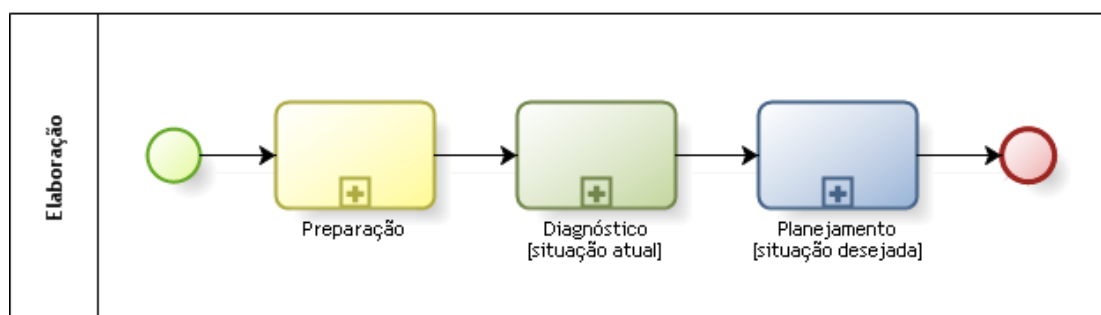 Elaboração
Preparação
Diagnóstico
[situação atual]
Planejamento
[situação desejada]